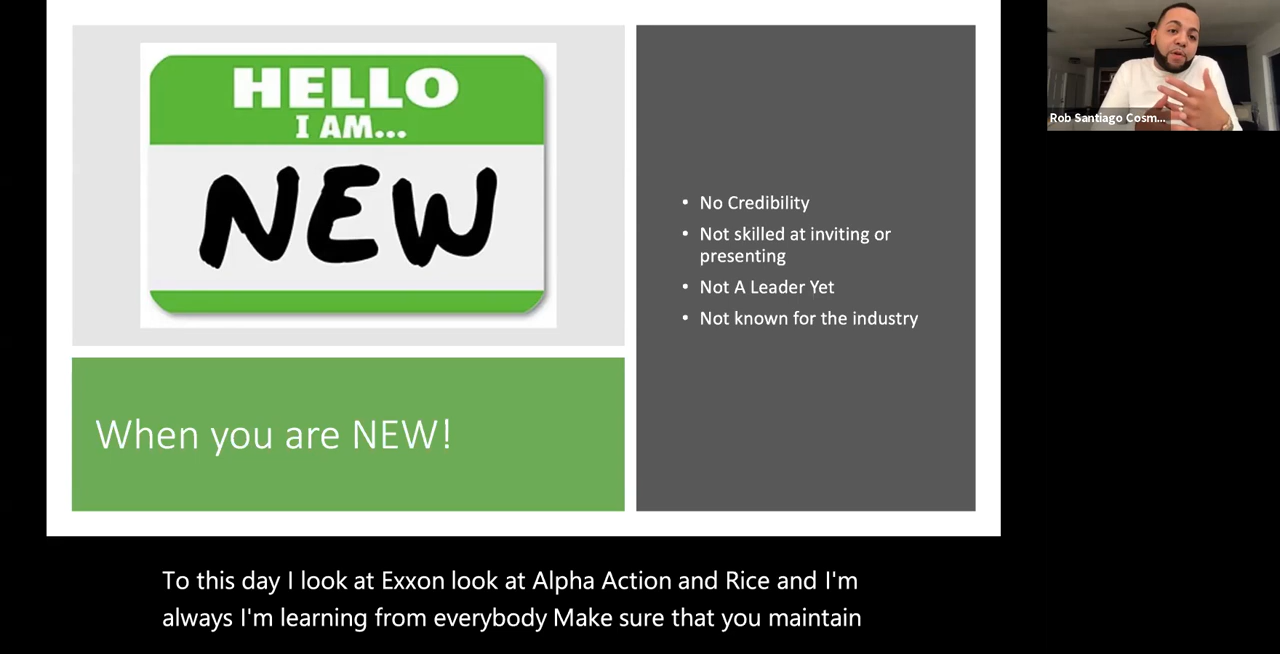 HELLO
I AM...
NEW
When you are NEW!
• No Credibility
• Not skilled at inviting or
presenting
• Not A Leader Yet
• Not known for the industry
Rob Santiago Cosm...
To this day I look at Exxon look at Alpha Action and Rice and I'm
always I'm learning from everybody Make sure that you maintain